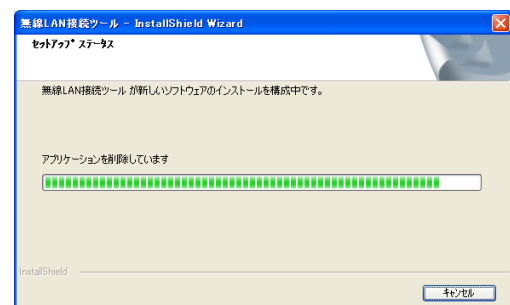 無線LAN接続ツール - InstallShield Wizard
セットアップ ステータス
無線LAN接続ツール が新しいソフトウェアのインストールを構成中です。
アプリケーションを削除しています
InstallShield
キャンセル